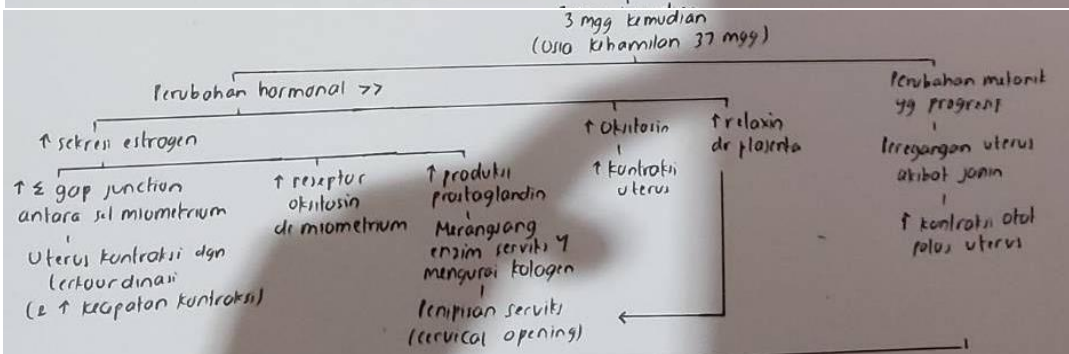 3 mgg kemudian
(usia kehamilan 37 mgg)
Perubahan hormonal >>
↑ sekresi estrogen
↑ Σ gap junction
antara sel miometrium
Uterus kontraksi dgn
terkoordinasi
(& ↑ kecepatan kontraksi)
↑ reseptor
oksitosin
di miometrium
↑ produksi
prostaglandin
Merangsang
enzim serviks y
mengurai kolagen
Penipisan serviks
(cervical opening)
↑ Oksitosin
↑ kontraksi
uterus
↑ relaxin
dr plasenta
Perubahan mekanik
yg progresif
Peregangan uterus
akibat janin
↑ kontraksi otot
polos uterus